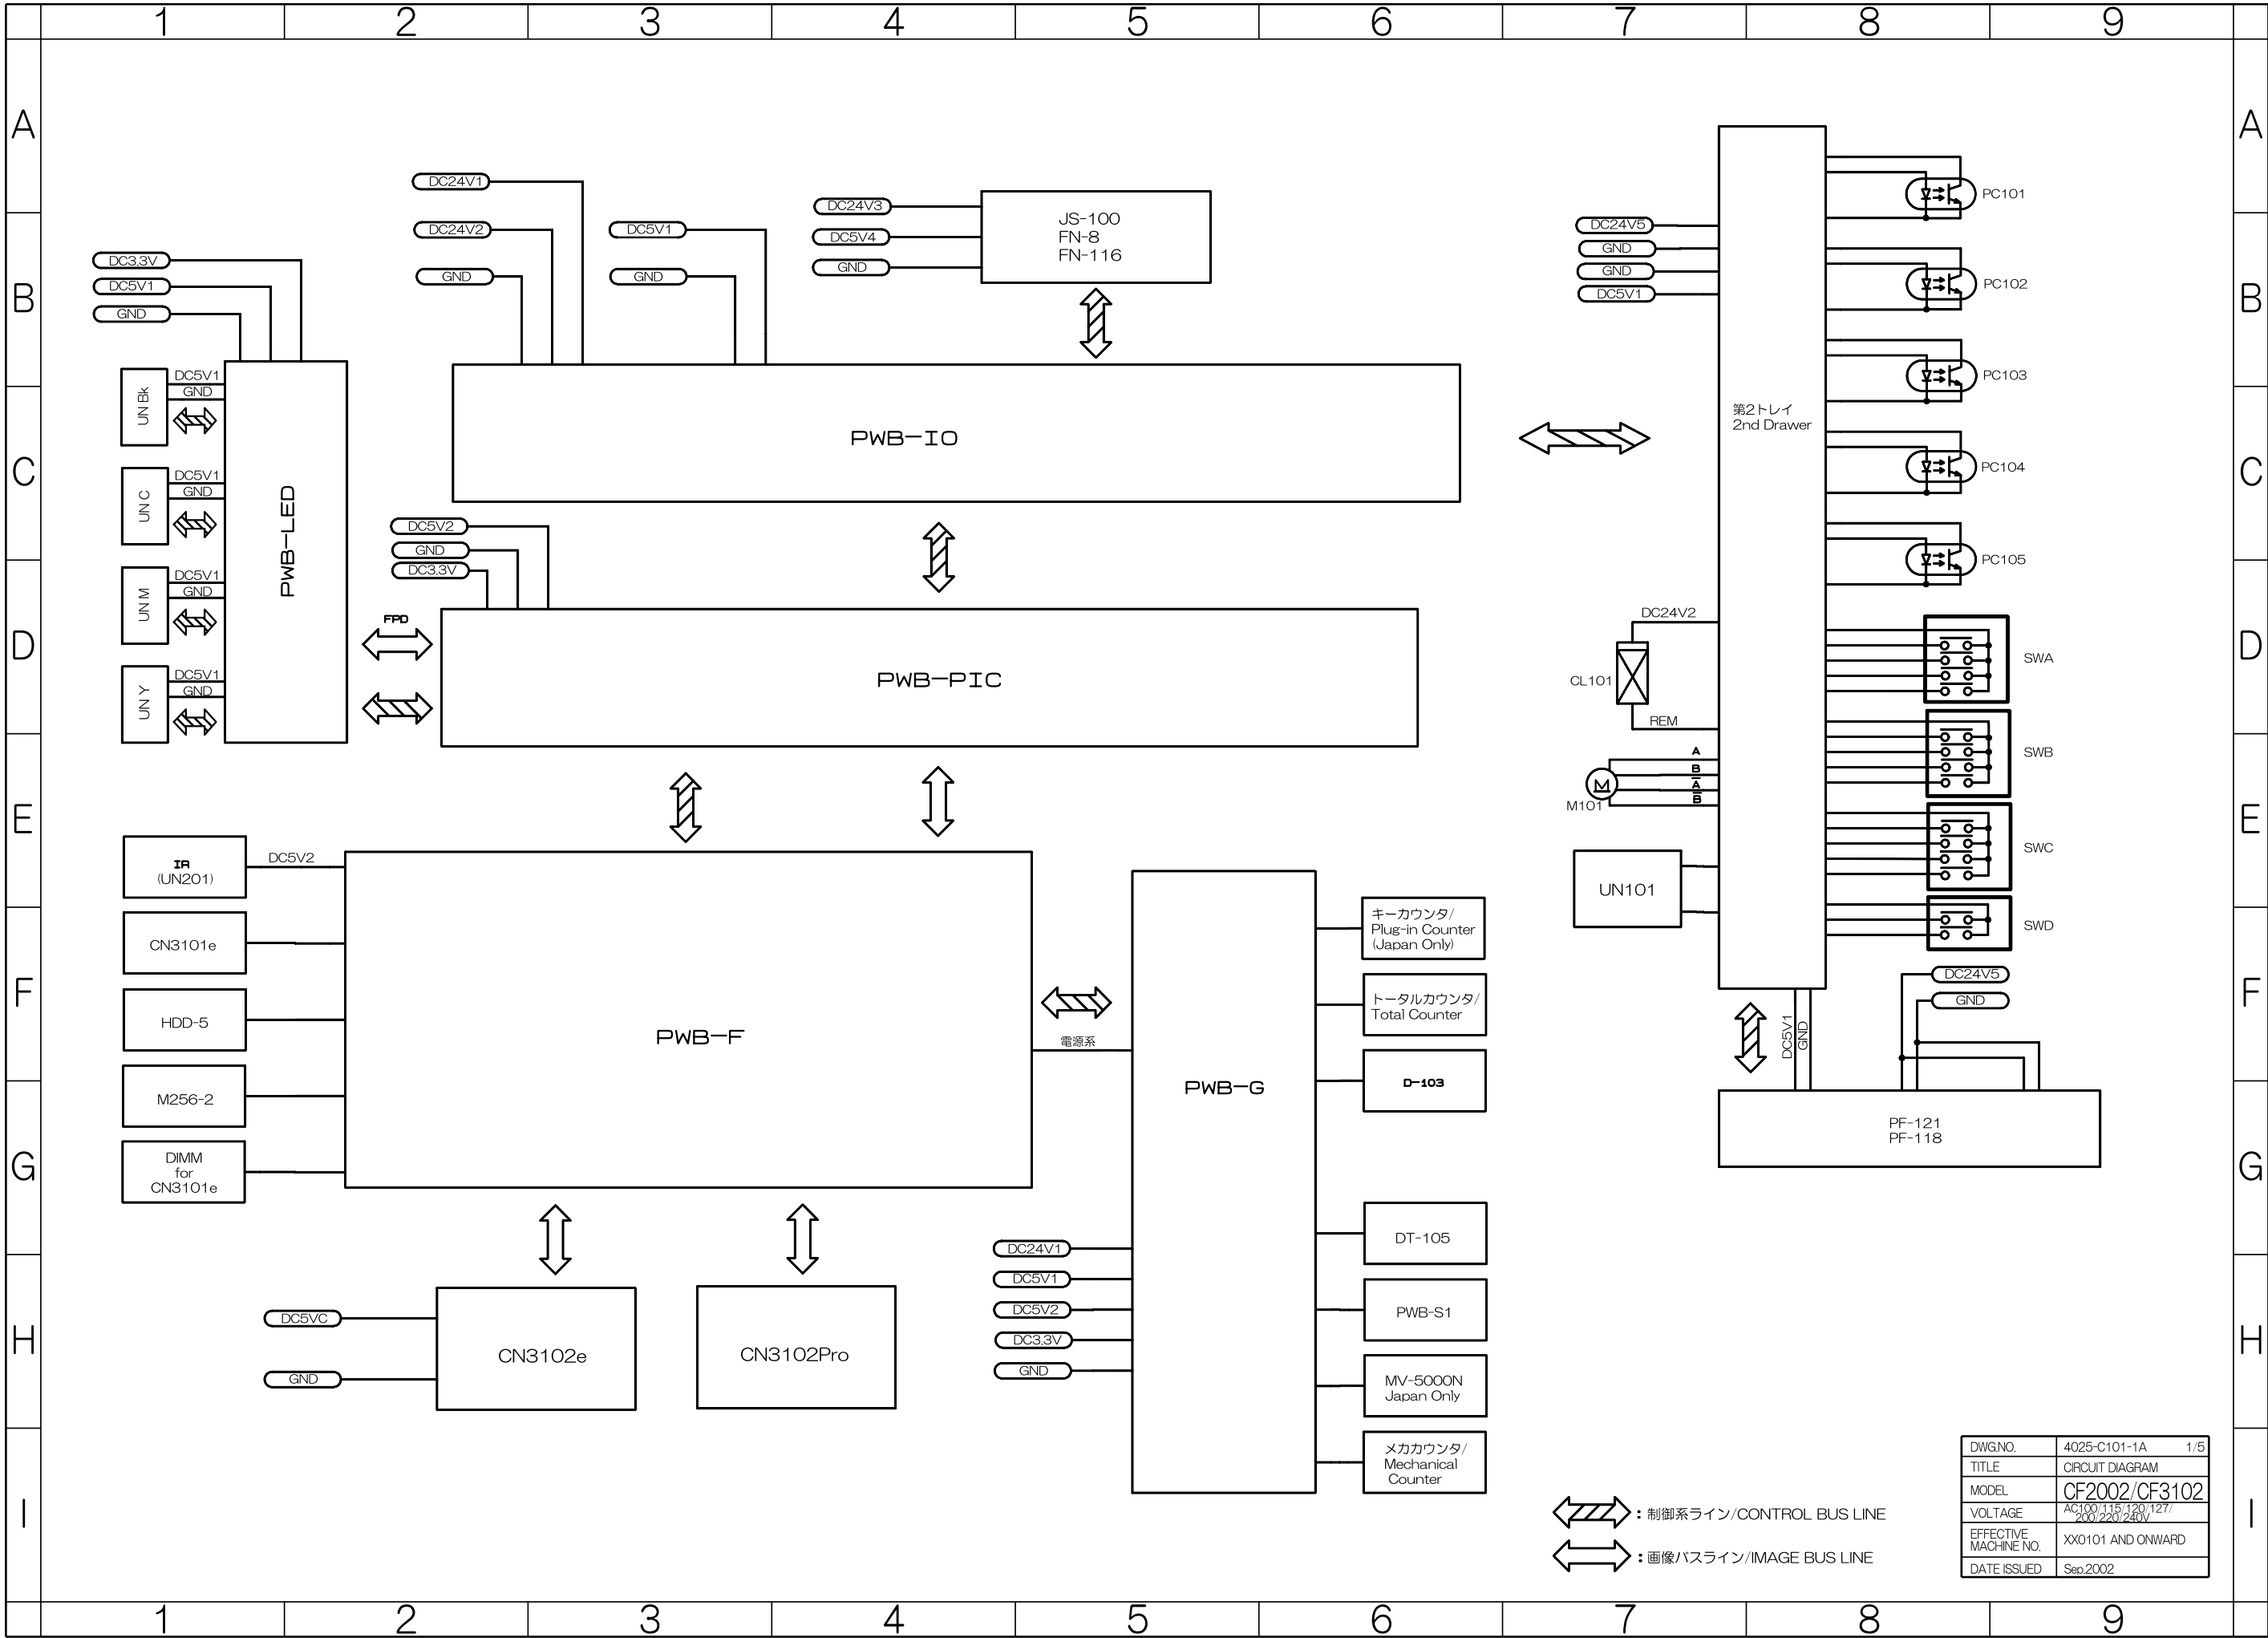 1 2 3 4 5 6 7 8 9
A A
B B
C C
D D
E E
F F
G G
H H
I I
DC3.3V
DC5V1
GND
UN Bk
DC5V1
GND
UN C
DC5V1
GND
UN M
DC5V1
GND
UN Y
DC5V1
GND
PWB-LED
DC24V1
DC24V2
GND
DC5V1
GND
DC24V3
DC5V4
GND
JS-100
FN-8
FN-116
PWB-IO
DC5V2
GND
DC3.3V
FPD
PWB-PIC
IR
(UN201)
DC5V2
CN3101e
HDD-5
M256-2
DIMM
for
CN3101e
PWB-F
電源系
DC5VC
GND
CN3102e
CN3102Pro
DC24V1
DC5V1
DC5V2
DC3.3V
GND
PWB-G
キーカウンタ/
Plug-in Counter
(Japan Only)
トータルカウンタ/
Total Counter
D-103
DT-105
PWB-S1
MV-5000N
Japan Only
メカカウンタ/
Mechanical
Counter
DC24V5
GND
GND
DC5V1
第2トレイ
2nd Drawer
DC24V2
CL101
REM
A
B
A
B
M
M101
UN101
PC101
PC102
PC103
PC104
PC105
SWA
SWB
SWC
SWD
DC24V5
GND
DC5V1
GND
PF-121
PF-118
:制御系ライン/CONTROL BUS LINE
:画像バスライン/IMAGE BUS LINE
DWG.NO. 4025-C101-1A 1/5
TITLE CIRCUIT DIAGRAM
MODEL CF2002/CF3102
VOLTAGE AC100/115/120/127/
200/220/240V
EFFECTIVE
MACHINE NO. XX0101 AND ONWARD
DATE ISSUED Sep.2002
1 2 3 4 5 6 7 8 9